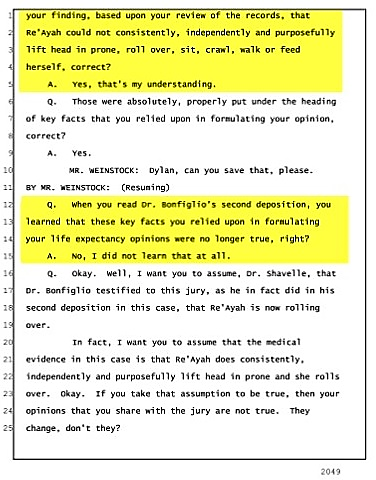 1 your finding, based upon your review of the records, that
2 Re'Ayah could not consistently, independently and purposefully
3 lift head in prone, roll over, sit, crawl, walk or feed
4 herself, correct?
5 A. Yes, that's my understanding.
6 Q. Those were absolutely, properly put under the heading
7 of key facts that you relied upon in formulating your opinion,
8 correct?
9 A. Yes.
10 MR. WEINSTOCK: Dylan, can you save that, please.
11 BY MR. WEINSTOCK: (Resuming)
12 Q. When you read Dr. Bonfiglio's second deposition, you
13 learned that these key facts you relied upon in formulating
14 your life expectancy opinions were no longer true, right?
15 A. No, I did not learn that at all.
16 Q. Okay. Well, I want you to assume, Dr. Shavelle, that
17 Dr. Bonfiglio testified to this jury, as he in fact did in his
18 second deposition in this case, that Re'Ayah is now rolling
19 over.
20 In fact, I want you to assume that the medical
21 evidence in this case is that Re'Ayah does consistently,
22 independently and purposefully lift head in prone and she rolls
23 over. Okay. If you take that assumption to be true, then your
24 opinions that you share with the jury are not true. They
25 change, don't they?
2049